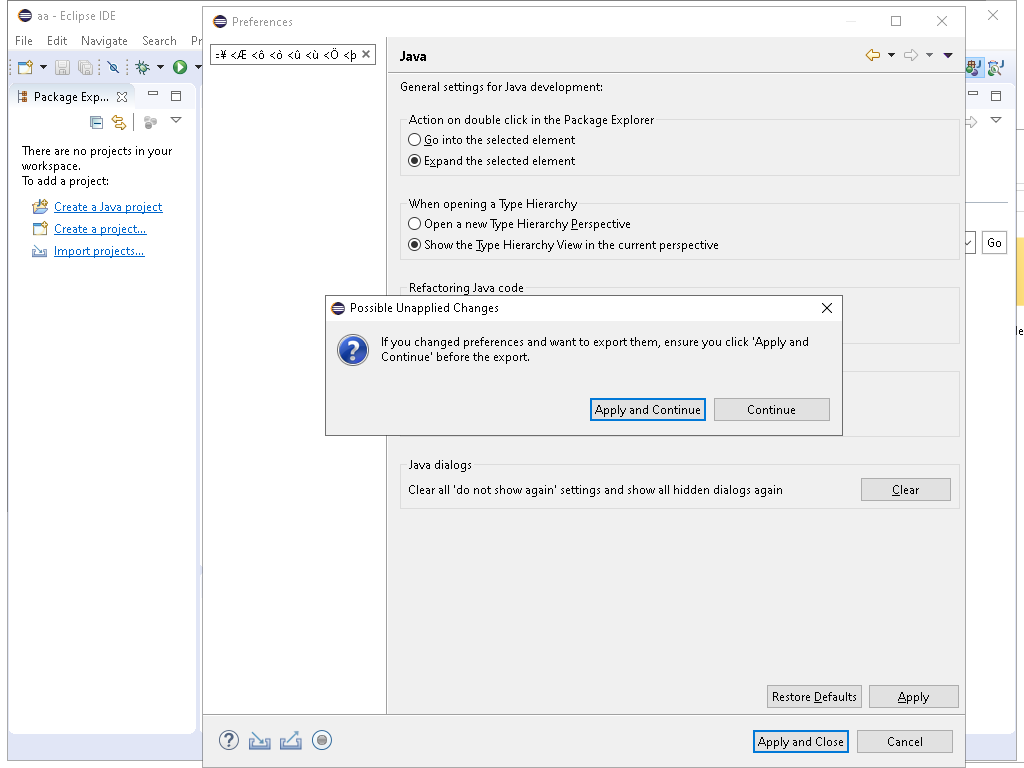 aa - Eclipse IDE
File Edit Navigate Search
Package Exp...
There are no projects in your
workspace.
To add a project:
Create a Java project
Create a project...
Import projects...
Preferences
Java
General settings for Java development:
Action on double click in the Package Explorer
Go into the selected element
Expand the selected element
When opening a Type Hierarchy
Open a new Type Hierarchy Perspective
Show the Type Hierarchy View in the current perspective
Refactoring Java code
Possible Unapplied Changes
If you changed preferences and want to export them, ensure you click 'Apply and
Continue' before the export.
Apply and Continue
Continue
Java dialogs
Clear all 'do not show again' settings and show all hidden dialogs again
Clear
Restore Defaults
Apply
Apply and Close
Cancel
Go